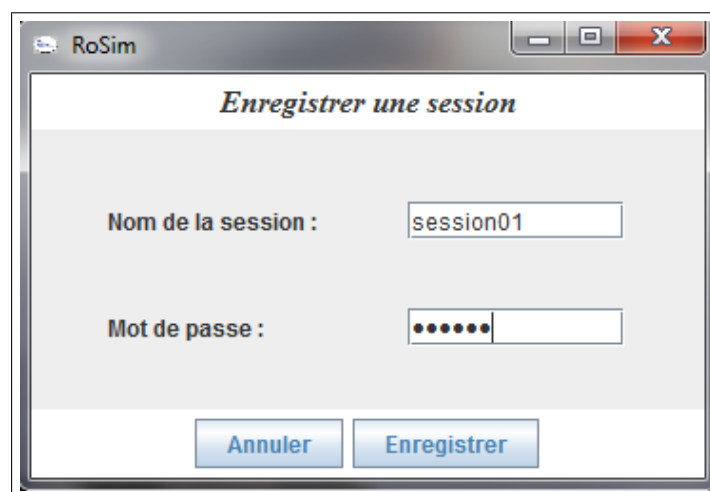 RoSim
Enregistrer une session
Nom de la session : session01
Mot de passe : ••••••
Annuler Enregistrer